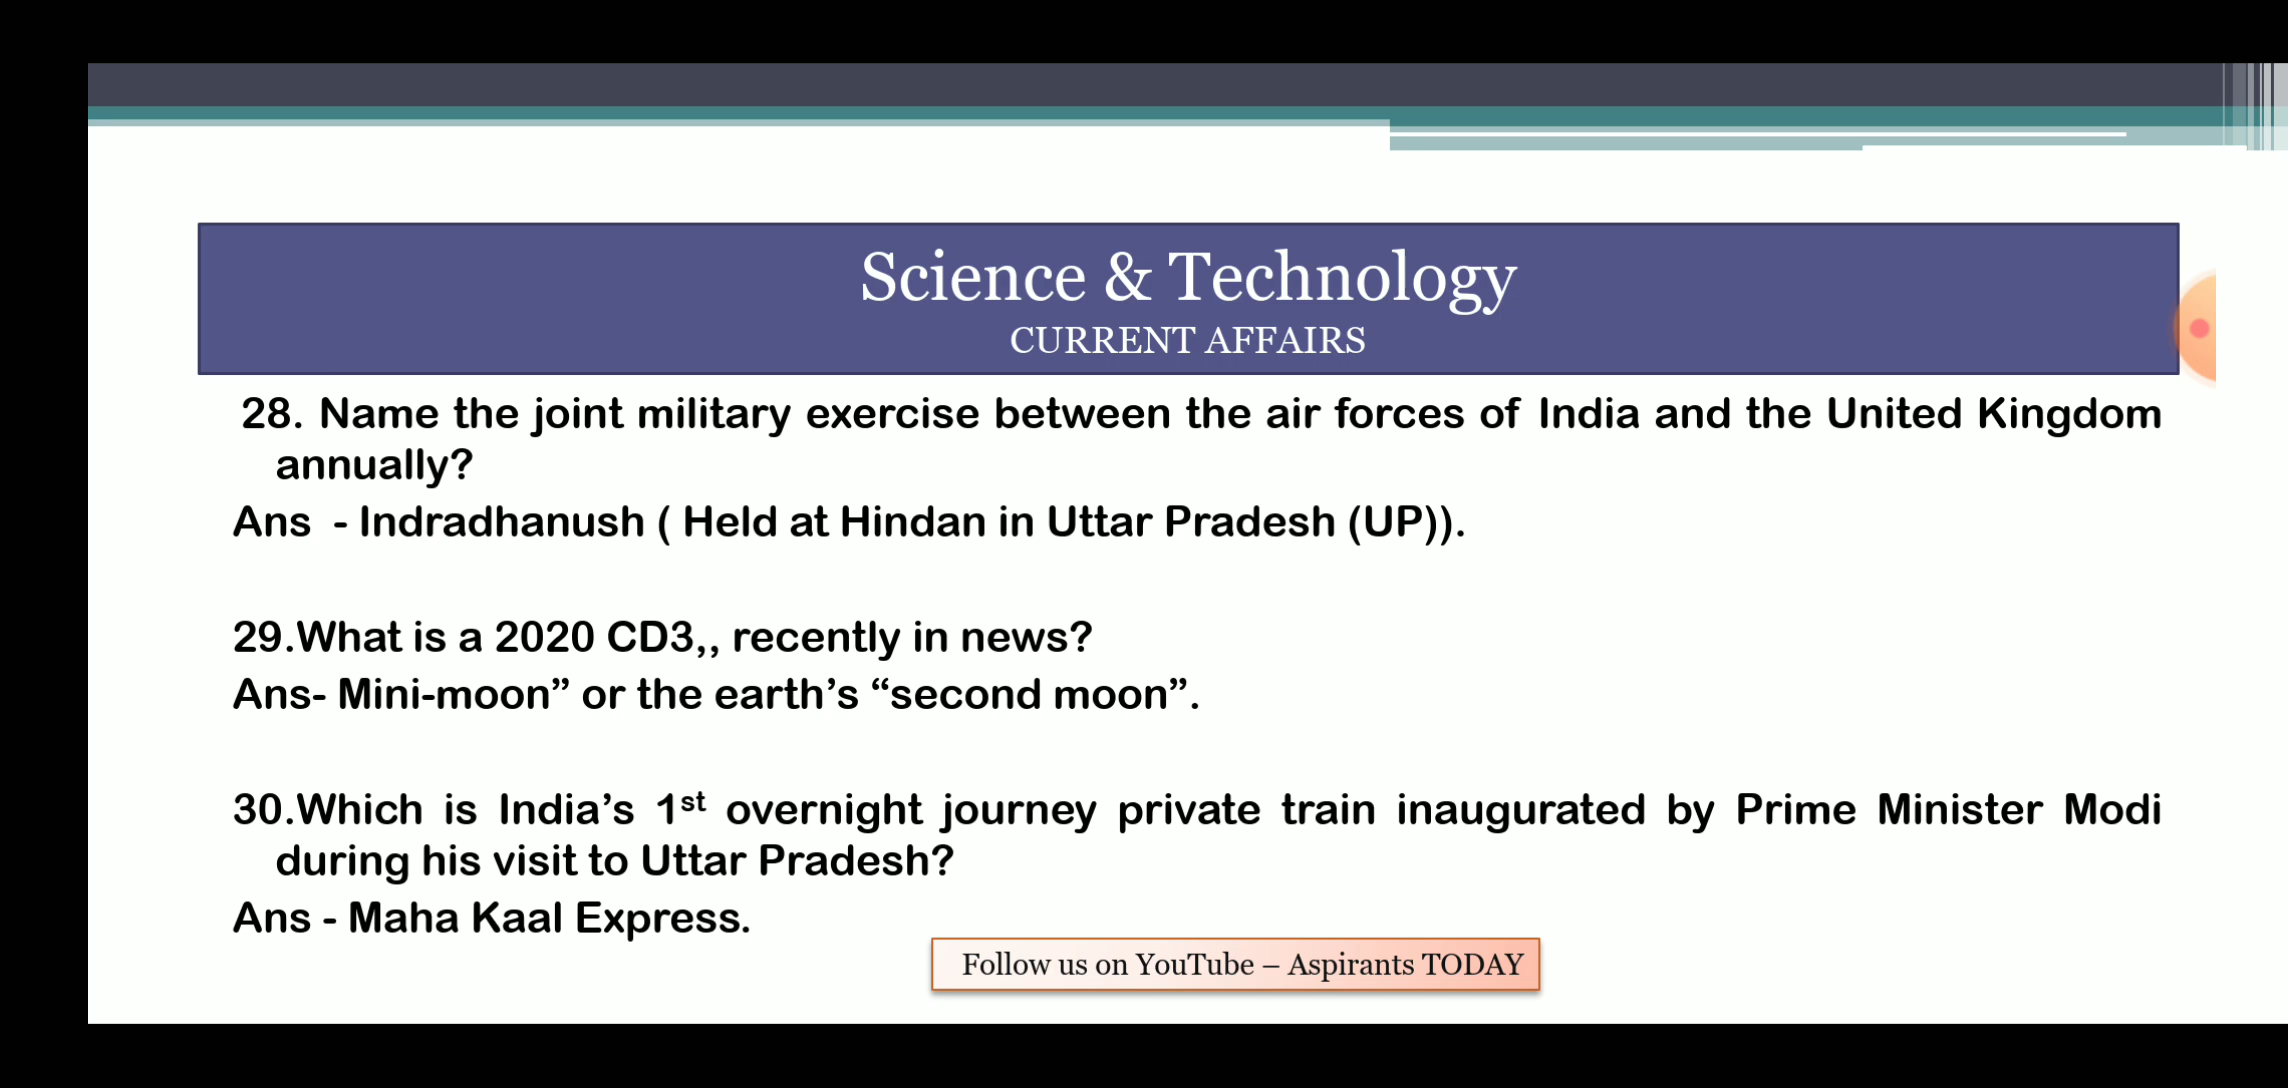 Science & Technology
CURRENT AFFAIRS
28. Name the joint military exercise between the air forces of India and the United Kingdom
annually?
Ans - Indradhanush ( Held at Hindan in Uttar Pradesh (UP)).
29.What is a 2020 CD3,, recently in news?
Ans- Mini-moon” or the earth’s “second moon”.
30.Which is India’s 1st overnight journey private train inaugurated by Prime Minister Modi
during his visit to Uttar Pradesh?
Ans - Maha Kaal Express.
Follow us on YouTube – Aspirants TODAY